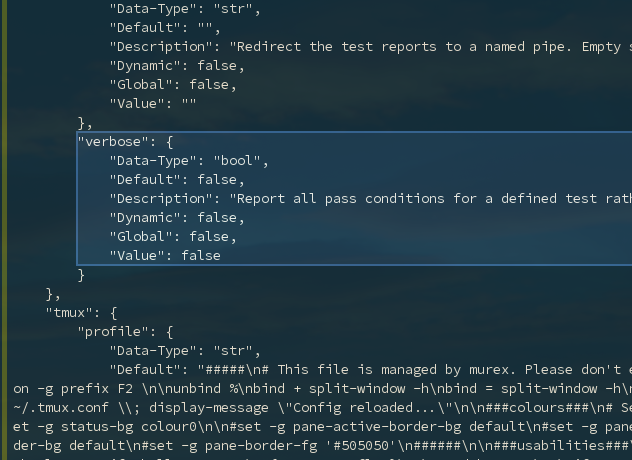 "Data-Type": "str",
"Default": "",
"Description": "Redirect the test reports to a named pipe. Empty
"Dynamic": false,
"Global": false,
"Value": ""
},
"verbose": {
"Data-Type": "bool",
"Default": false,
"Description": "Report all pass conditions for a defined test
"Dynamic": false,
"Global": false,
"Value": false
}
},
"tmux": {
"profile": {
"Data-Type": "str",
"Default": "#####\n# This file is managed by murex. Please don't
on -g prefix F2 \n\nunbind %\nbind + split-window -h\nbind = split-window -h\n
~/.tmux.conf \\; display-message \"Config reloaded...\"\n\n###colours###\n#
et -g status-bg colour0\n\n#set -g pane-active-border-bg default\n#set -g
der-bg default\n#set -g pane-border-fg '#505050'\n######\n\n###usabilities###\